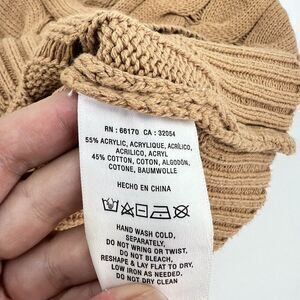 RN : 66170 CA : 32054
55% ACRYLIC, ACRYLIQUE, ACRÍLICO,
ACRILICO, ACRYL
45% COTTON, COTON, ALGODÓN,
COTONE, BAUMWOLLE
HECHO EN CHINA
HAND WASH COLD,
SEPARATELY,
DO NOT WRING OR TWIST,
DO NOT BLEACH,
RESHAPE & LAY FLAT TO DRY,
LOW IRON AS NEEDED,
DO NOT DRY CLEAN